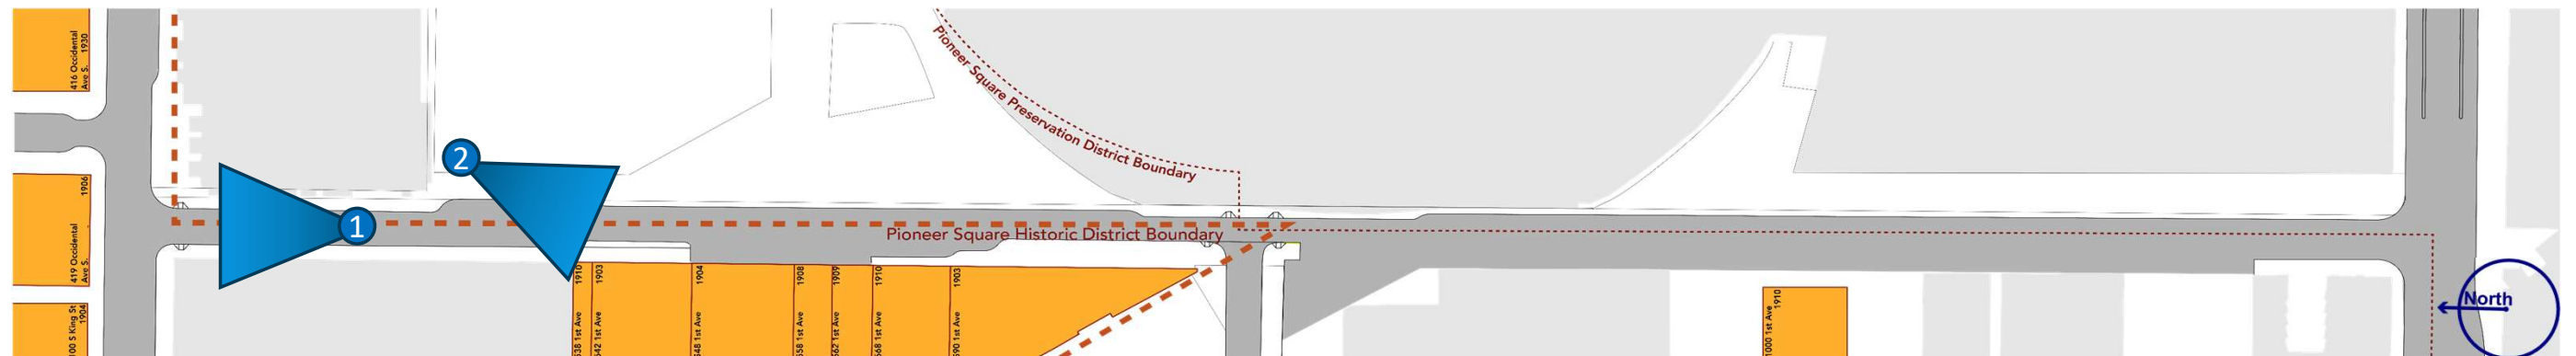 416 Occidental
Ave S. 1930
1906
419 Occidental
Ave S.
100 S King St
1904
1
2
Pioneer Square Preservation District Boundary
Pioneer Square Historic District Boundary
1910
538 1st Ave
1903
542 1st Ave
1904
548 1st Ave
1908
558 1st Ave
1909
562 1st Ave
1910
568 1st Ave
1903
590 1st Ave
1910
1000 1st Ave
North